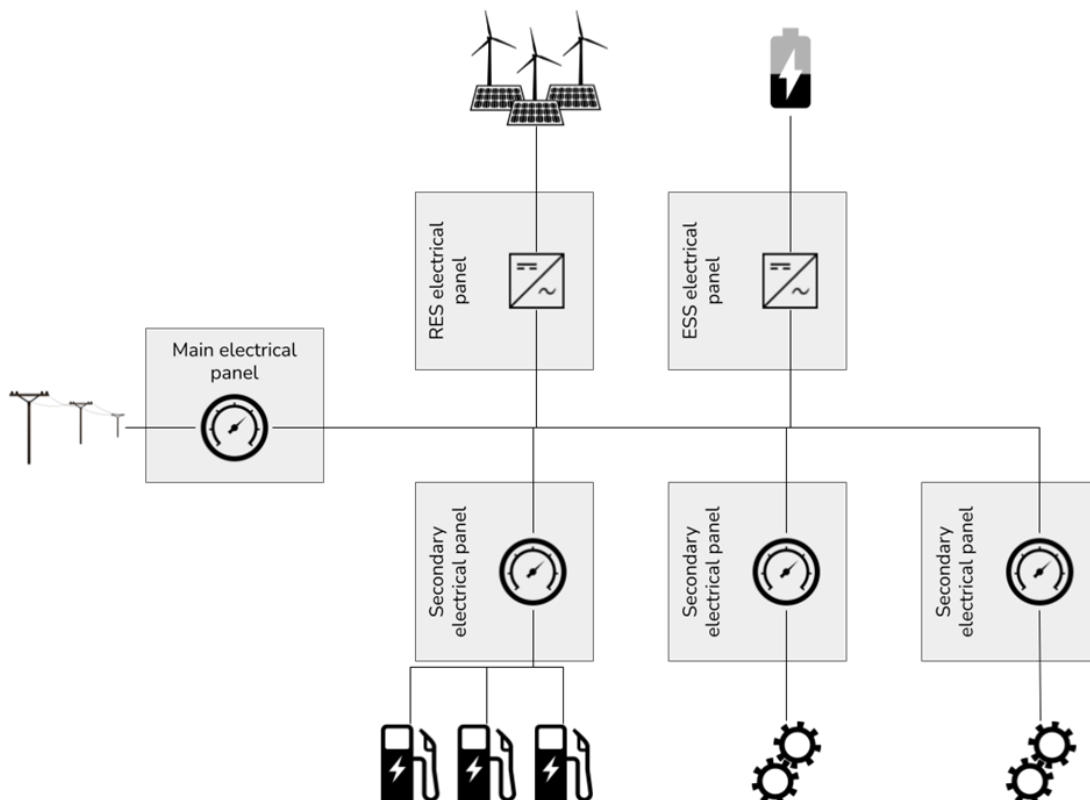 RES electrical
panel
ESS electrical
panel
Main electrical
panel
Secondary
electrical panel
Secondary
electrical panel
Secondary
electrical panel